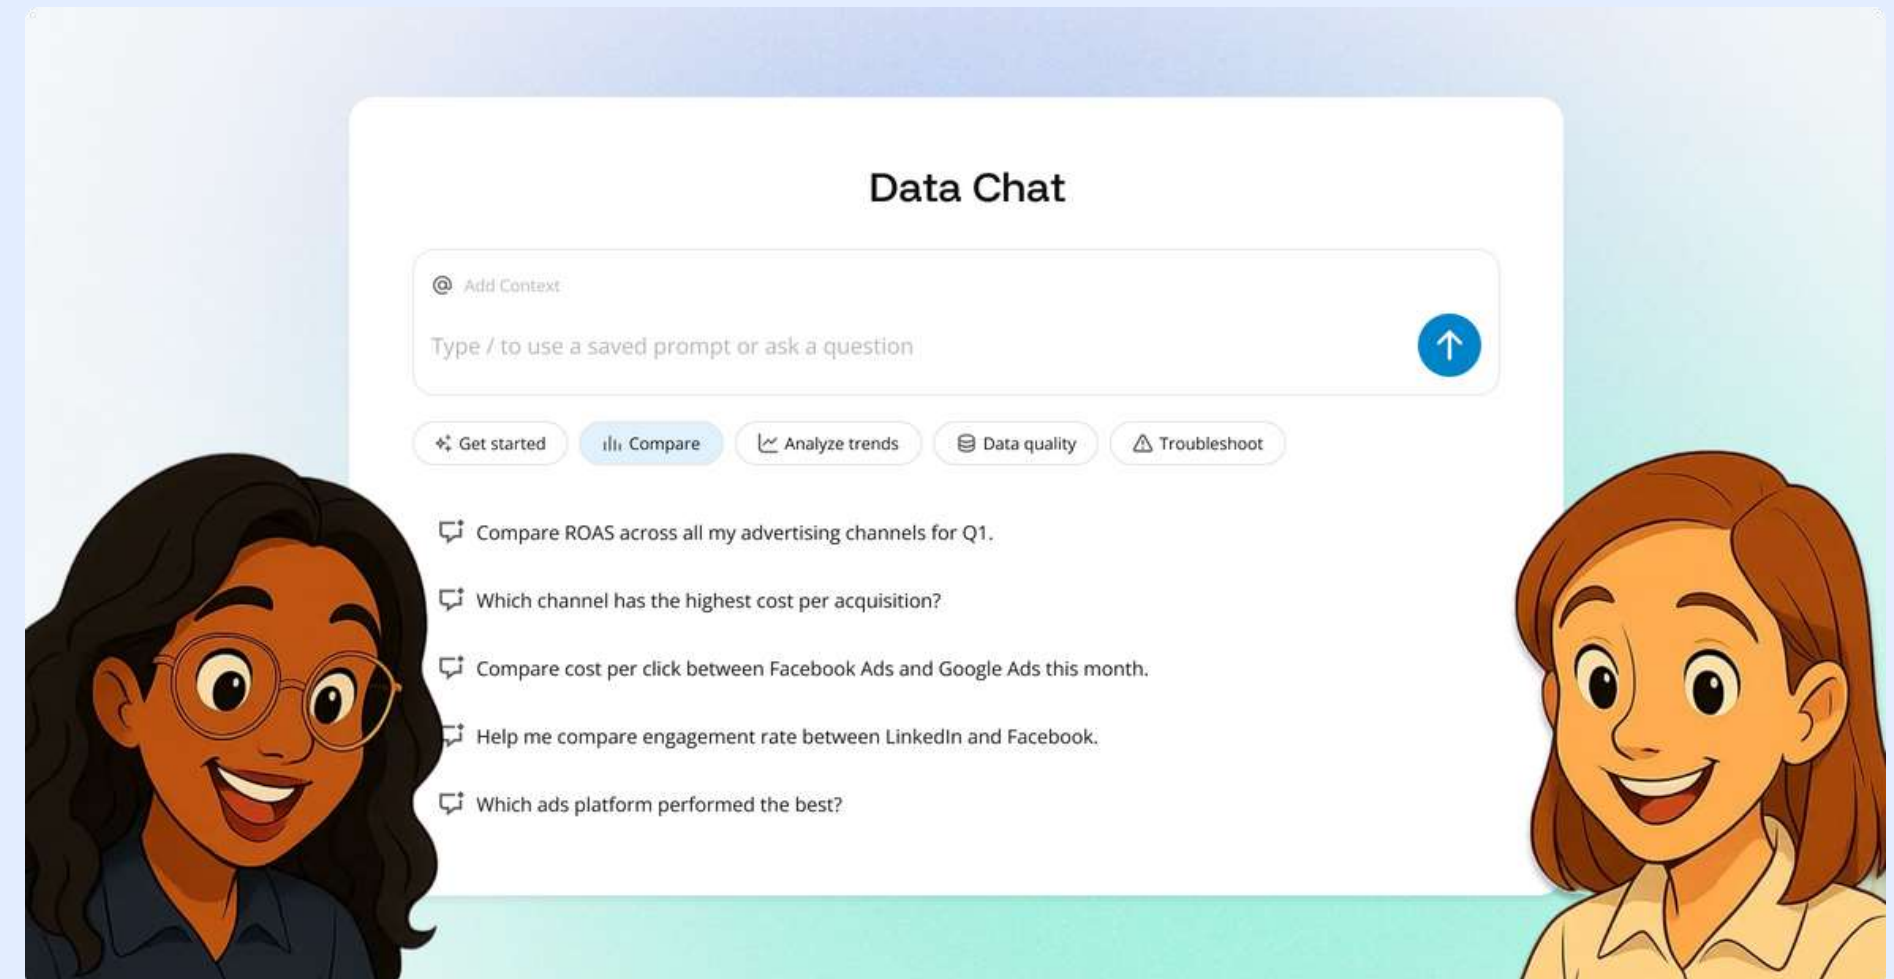 Data Chat
@ Add Context
Type / to use a saved prompt or ask a question
Get started
Compare
Analyze trends
Data quality
Troubleshoot
Compare ROAS across all my advertising channels for Q1.
Which channel has the highest cost per acquisition?
Compare cost per click between Facebook Ads and Google Ads this month.
Help me compare engagement rate between LinkedIn and Facebook.
Which ads platform performed the best?